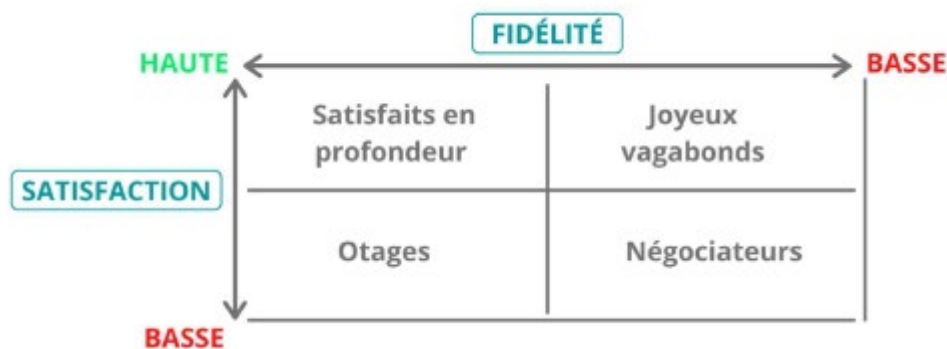 FIDÉLITÉ
HAUTE
BASSE
Satisfaits en
profondeur
Joyeux
vagabonds
SATISFACTION
Otages
Négociateurs
BASSE